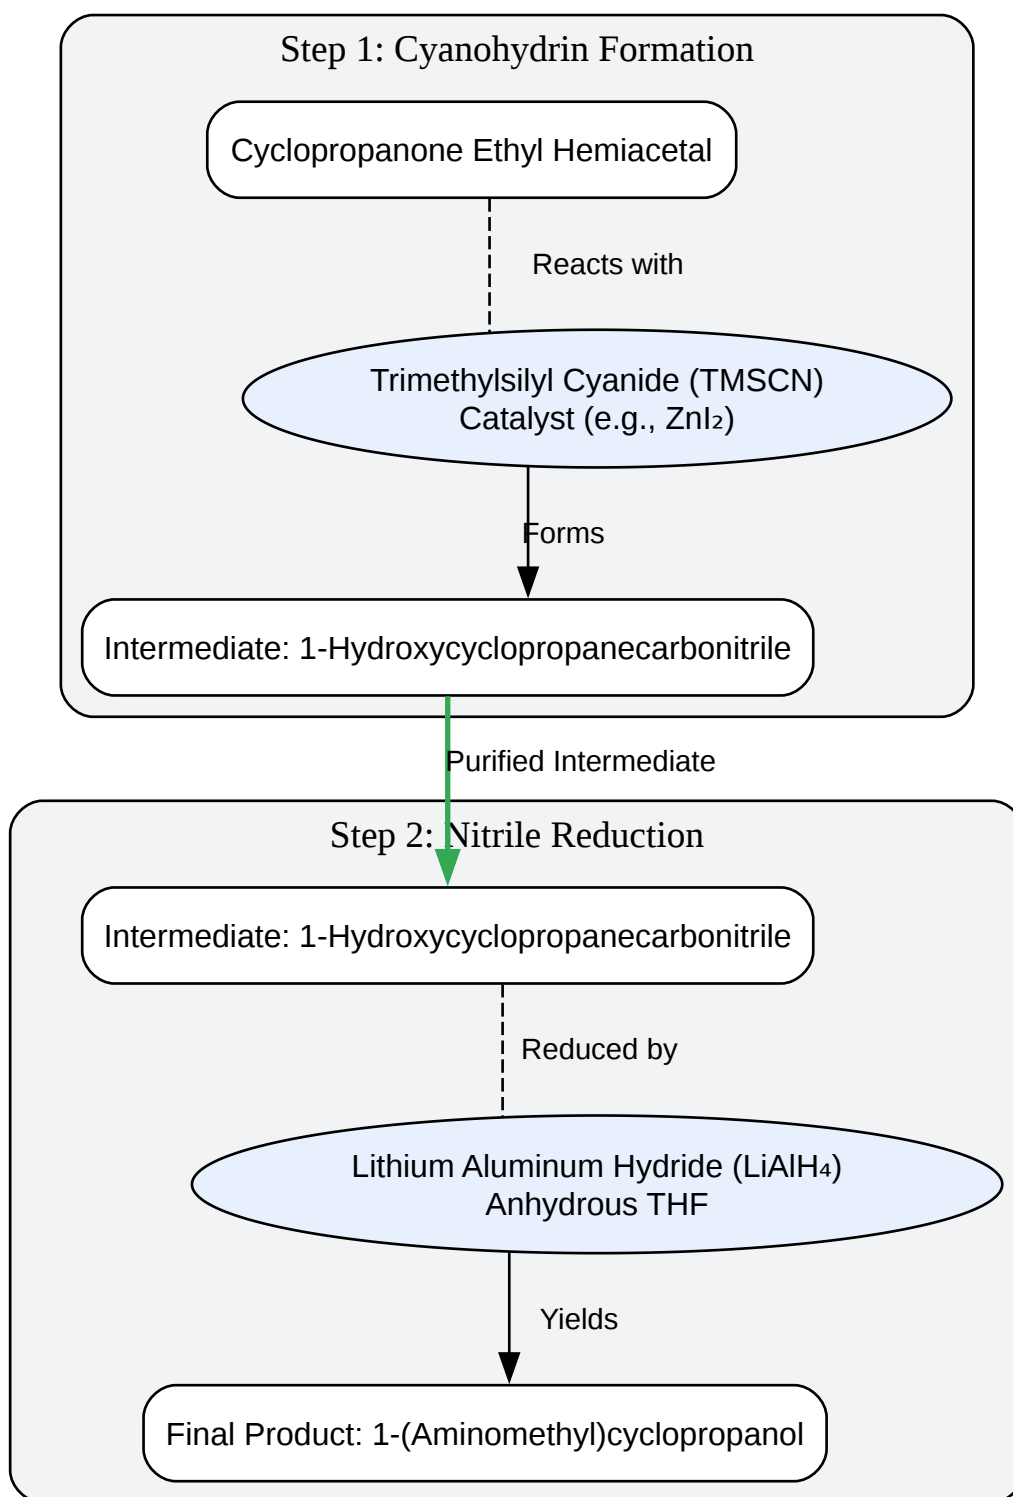 Step 1: Cyanohydrin Formation
Cyclopropanone Ethyl Hemiacetal
Reacts with
Trimethylsilyl Cyanide (TMSCN)
Catalyst (e.g., ZnI₂)
Forms
Intermediate: 1-Hydroxycyclopropanecarbonitrile
Purified Intermediate
Step 2: Nitrile Reduction
Intermediate: 1-Hydroxycyclopropanecarbonitrile
Reduced by
Lithium Aluminum Hydride (LiAlH₄)
Anhydrous THF
Yields
Final Product: 1-(Aminomethyl)cyclopropanol